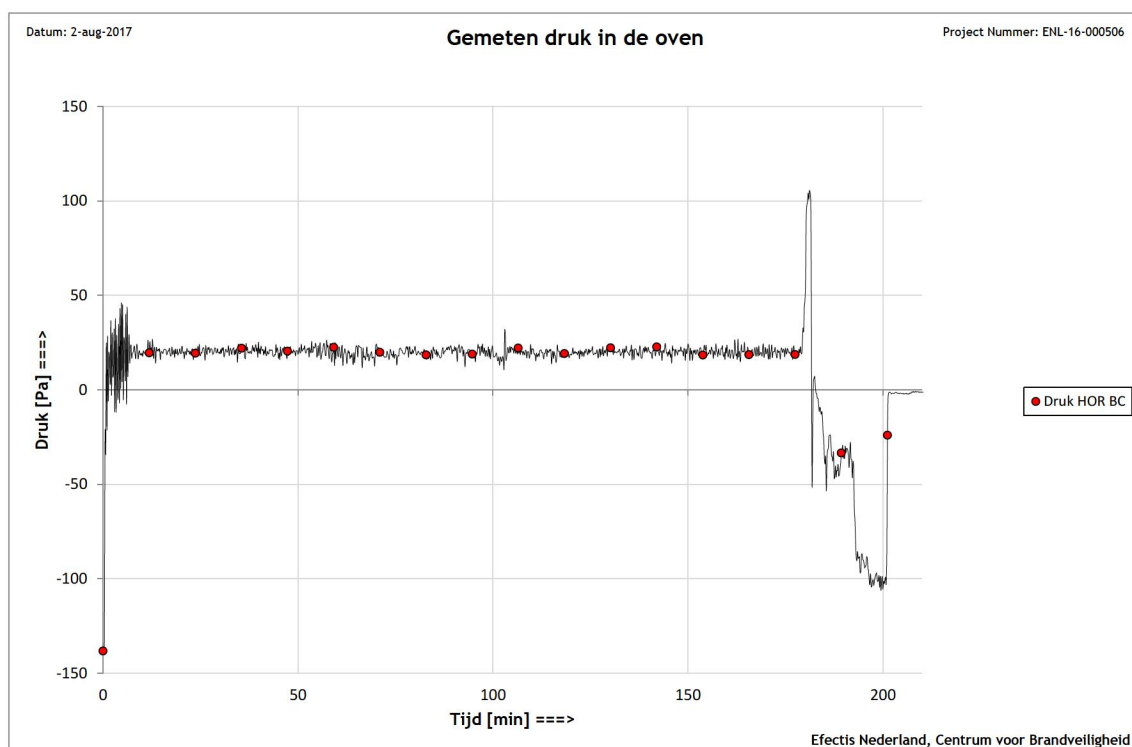 Datum: 2-aug-2017
Gemeten druk in de oven
Project Nummer: ENL-16-000506
150
100
50
0
-50
-100
-150
Druk [Pa] ===>
Druk HOR BC
0
50
100
150
200
Tijd [min] ===>
Efectis Nederland, Centrum voor Brandveiligheid